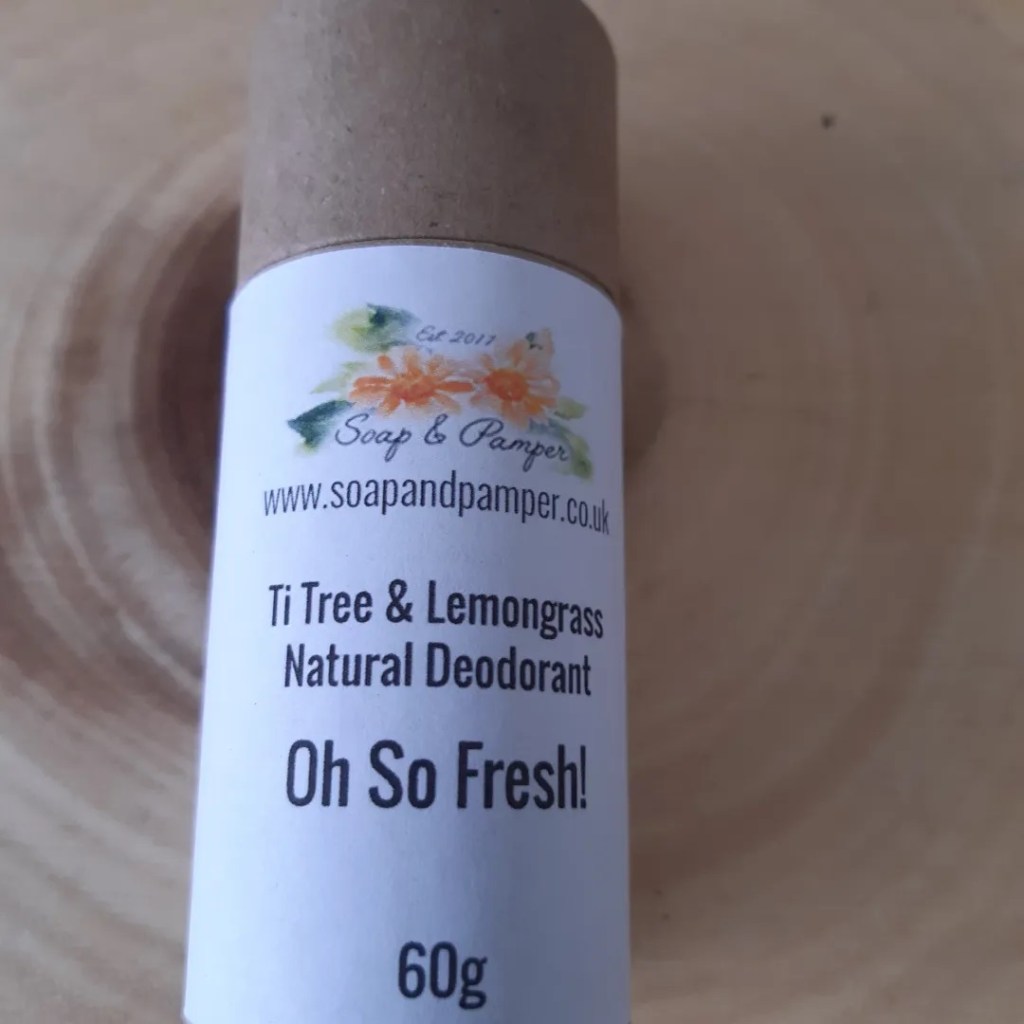 Est 2017
Soap & Pamper
www.soapandpamper.co.uk
Ti Tree & Lemongrass
Natural Deodorant
Oh So Fresh!
60g